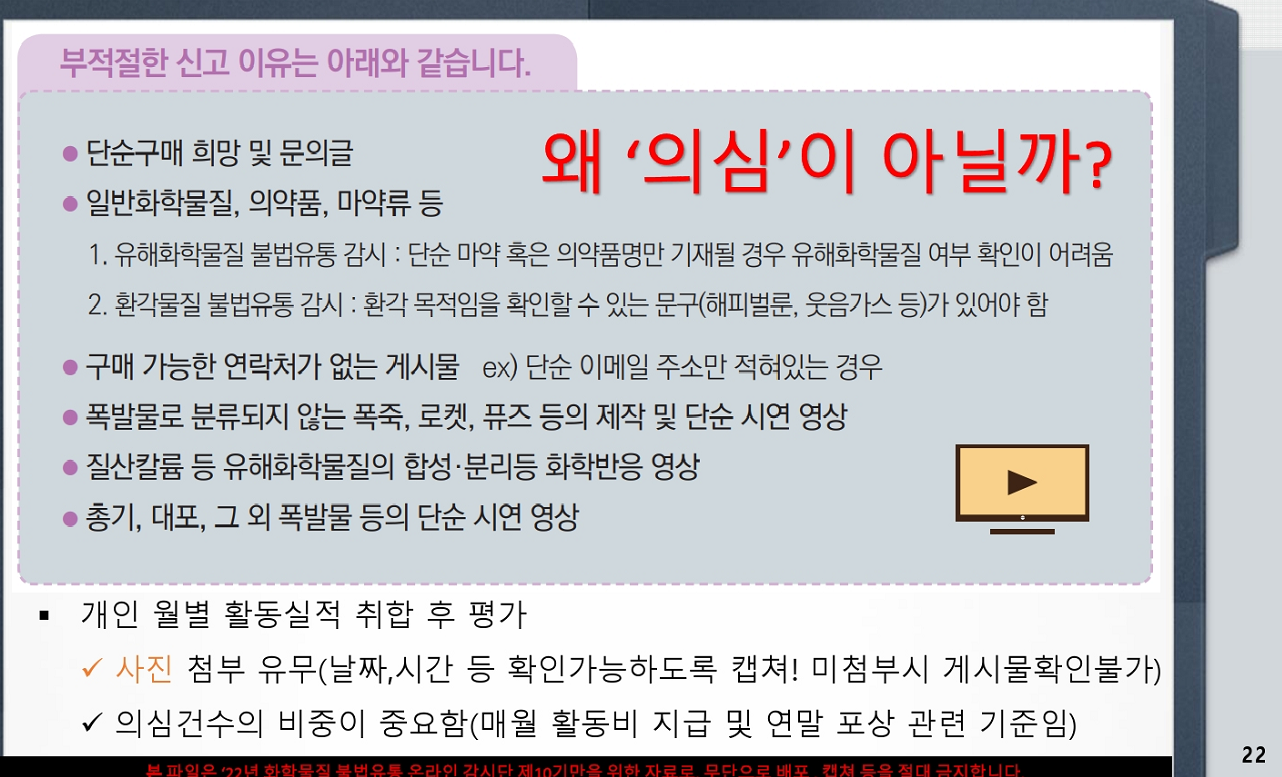 부적절한 신고 이유는 아래와 같습니다.
왜 ‘의심’이 아닐까?
● 단순구매 희망 및 문의글
● 일반화학물질, 의약품, 마약류 등
1. 유해화학물질 불법유통 감시 : 단순 마약 혹은 의약품명만 기재될 경우 유해화학물질 여부 확인이 어려움
2. 환각물질 불법유통 감시 : 환각 목적임을 확인할 수 있는 문구(해피벌룬, 웃음가스 등)가 있어야 함
● 구매 가능한 연락처가 없는 게시물 ex) 단순 이메일 주소만 적혀있는 경우
● 폭발물로 분류되지 않는 폭죽, 로켓, 퓨즈 등의 제작 및 단순 시연 영상
● 질산칼륨 등 유해화학물질의 합성·분리등 화학반응 영상
● 총기, 대포, 그 외 폭발물 등의 단순 시연 영상
▪ 개인 월별 활동실적 취합 후 평가
✓ 사진 첨부 유무(날짜,시간 등 확인가능하도록 캡쳐! 미첨부시 게시물확인불가)
✓ 의심건수의 비중이 중요함(매월 활동비 지급 및 연말 포상 관련 기준임)
22
본 파일은 ‘22년 화학물질 불법유통 온라인 감시단 제10기만을 위한 자료로, 무단으로 배포, 캡쳐 등을 절대 금지합니다